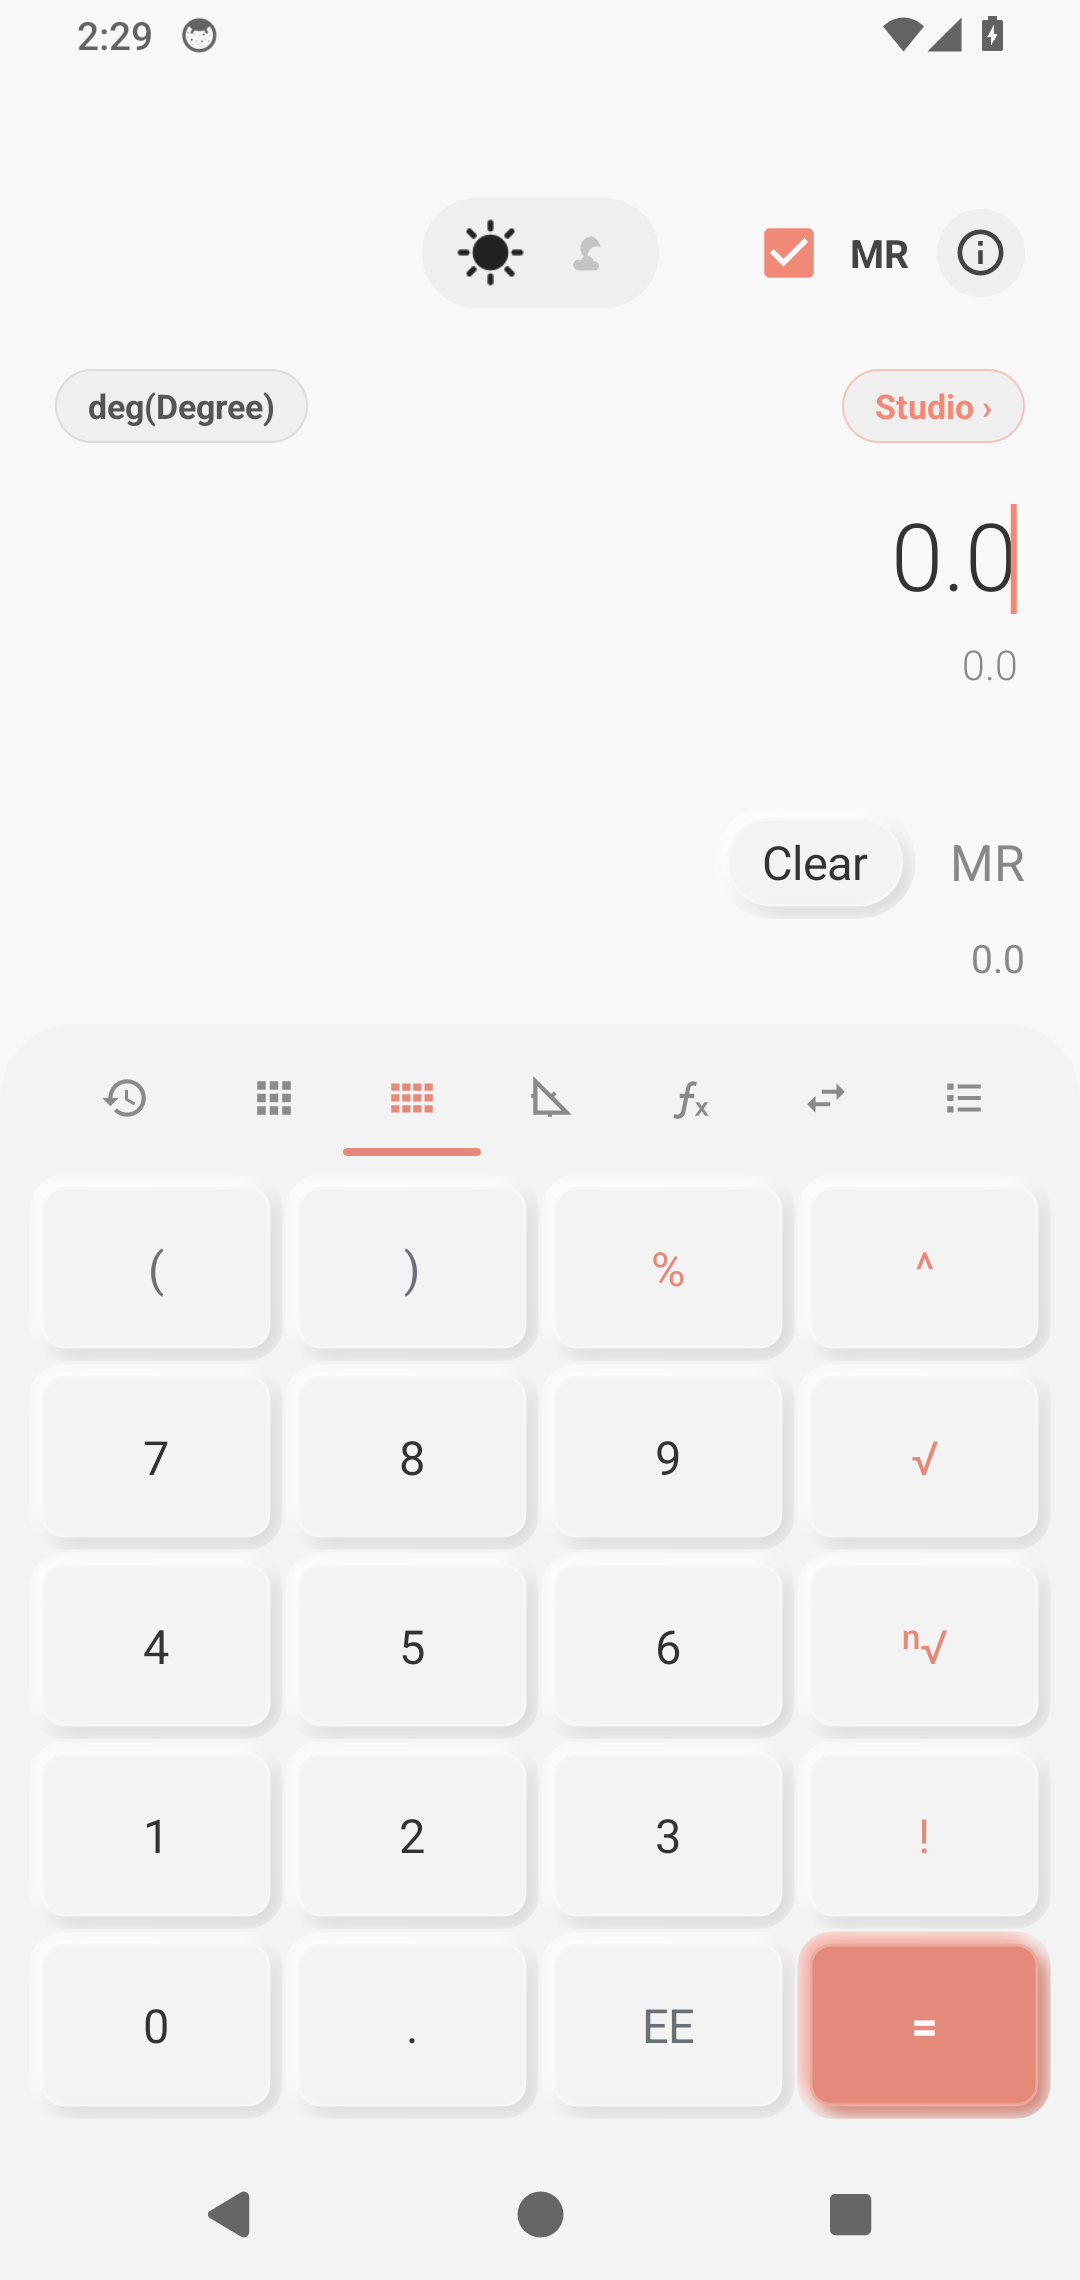 2:29
MR
deg(Degree)
Studio ›
0.0
0.0
Clear
MR
0.0
fx
( ) % ^
7 8 9 √
4 5 6 ⁿ√
1 2 3 !
0 . EE =